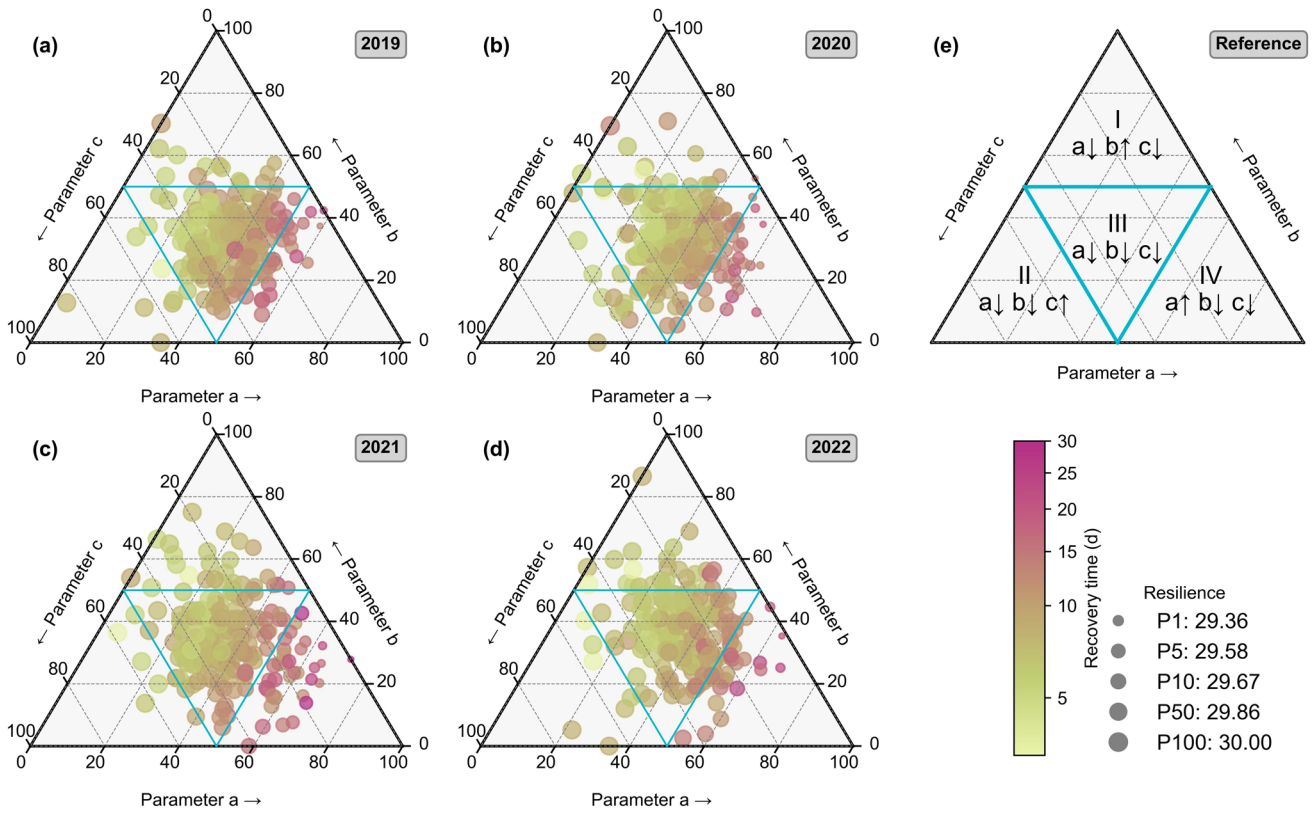 (a)
2019
0
100
20
80
40
60
60
40
80
20
100
0
0
20
40
60
80
100
← Parameter c
← Parameter b
Parameter a →
(b)
2020
0
100
20
80
40
60
60
40
80
20
100
0
0
20
40
60
80
100
← Parameter c
← Parameter b
Parameter a →
(e)
Reference
I
a↓ b↑ c↓
III
a↓ b↓ c↓
II
a↓ b↓ c↑
IV
a↑ b↓ c↓
← Parameter c
← Parameter b
Parameter a →
(c)
2021
0
100
20
80
40
60
60
40
80
20
100
0
0
20
40
60
80
100
← Parameter c
← Parameter b
Parameter a →
(d)
2022
0
100
20
80
40
60
60
40
80
20
100
0
0
20
40
60
80
100
← Parameter c
← Parameter b
Parameter a →
30
25
20
15
10
5
Recovery time (d)
Resilience
P1: 29.36
P5: 29.58
P10: 29.67
P50: 29.86
P100: 30.00